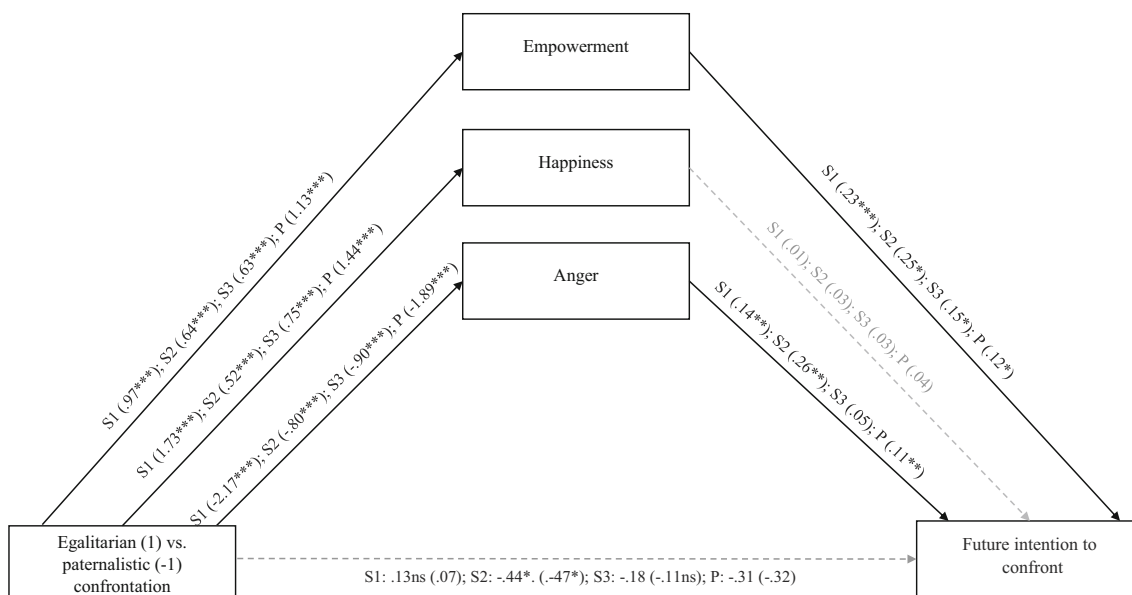 Empowerment
Happiness
Anger
S1 (.97***); S2 (.64***); S3 (.63***); P (1.13***)
S1 (1.73***); S2 (.52***); S3 (.75***); P (1.44***)
S1 (-2.17***); S2 (-.80***); S3 (-.90***); P (-1.89***)
S1 (.23***); S2 (.25*); S3 (.15*); P (.12*)
S1 (.01); S2 (.03); S3 (.03); P (.04)
S1 (.14**); S2 (.26**); S3 (.05); P (.11**)
Egalitarian (1) vs.
paternalistic (-1)
confrontation
Future intention to
confront
S1: .13ns (.07); S2: -.44*. (.-47*); S3: -.18 (-.11ns); P: -.31 (-.32)